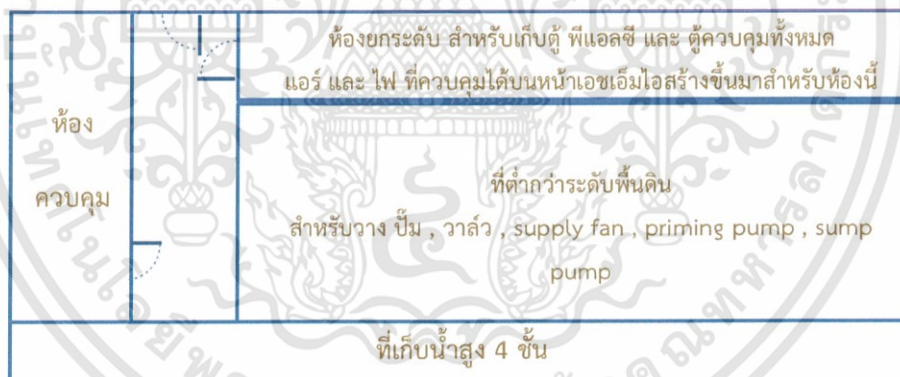 ห้องยกระดับ สำหรับเก็บตู้ พีแอลซี และ ตู้ควบคุมทั้งหมด
แอร์ และ ไฟ ที่ควบคุมได้บนหน้าเอชเอ็มไอสร้างขึ้นมาสำหรับห้องนี้
ห้อง
ควบคุม
ที่ต่ำกว่าระดับพื้นดิน
สำหรับวาง ปั๊ม , วาล์ว , supply fan , priming pump , sump
pump
ที่เก็บน้ำสูง 4 ชั้น